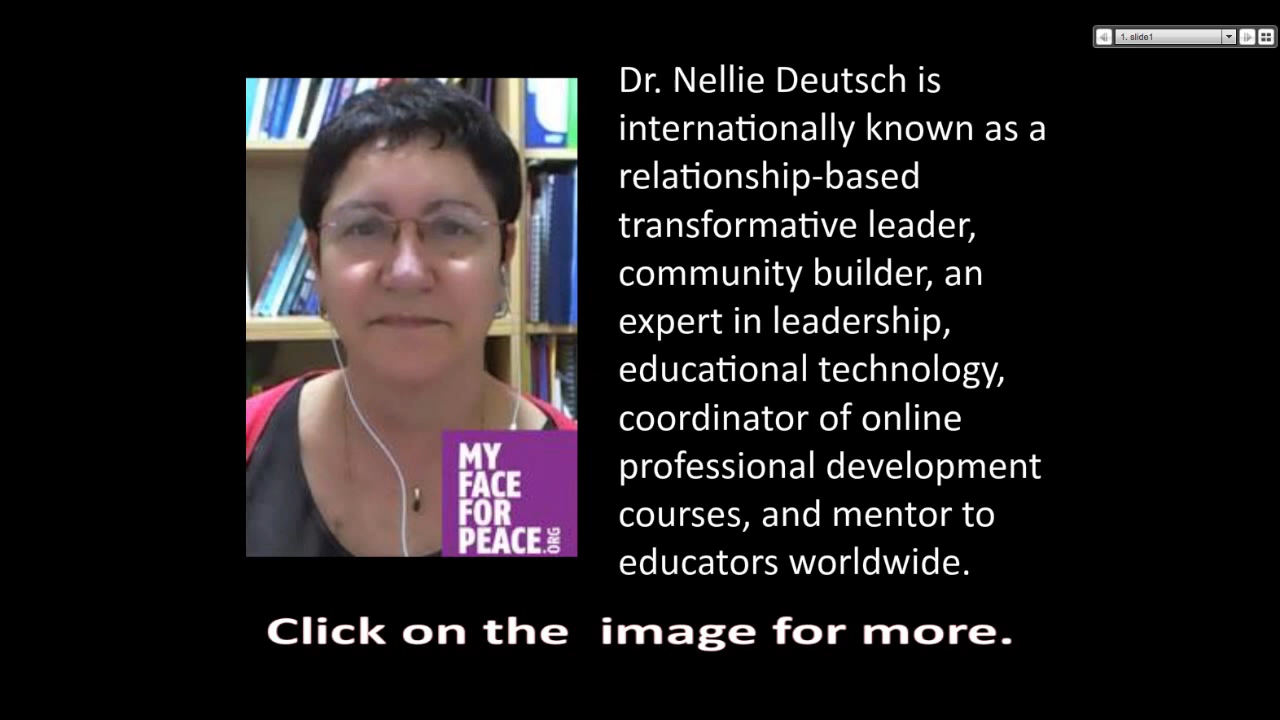 1. slide1
Dr. Nellie Deutsch is
internationally known as a
relationship-based
transformative leader,
community builder, an
expert in leadership,
educational technology,
coordinator of online
professional development
courses, and mentor to
educators worldwide.
MY
FACE
FOR
PEACE.ORG
Click on the  image for more.